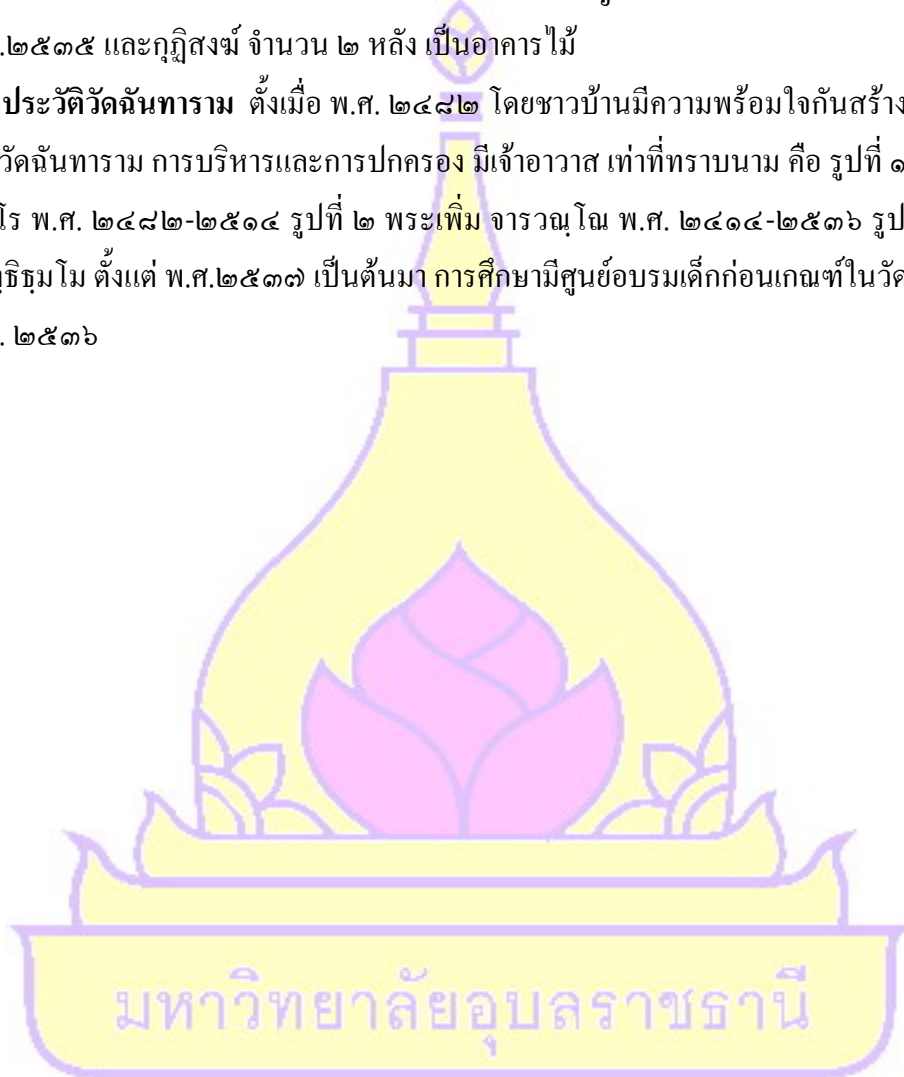 .๒๕๓๕ และกุฏิสงฆ์ จำนวน ๒ หลัง เป็นอาคารไม้
ประวัติวัดฉันทาราม ตั้งเมื่อ พ.ศ. ๒๔๘๒ โดยชาวบ้านมีความพร้อมใจกันสร้าง
วัดฉันทาราม การบริหารและการปกครอง มีเจ้าอาวาส เท่าที่ทราบนาม คือ รูปที่ ๑
โร พ.ศ. ๒๔๘๒-๒๕๑๔ รูปที่ ๒ พระเพิ่ม จารวณฺโณ พ.ศ. ๒๔๑๔-๒๕๓๖ รูป
ฺธิธฺมโม ตั้งแต่ พ.ศ.๒๕๓๗ เป็นต้นมา การศึกษามีศูนย์อบรมเด็กก่อนเกณฑ์ในวัด
. ๒๕๓๖
มหาวิทยาลัยอุบลราชธานี